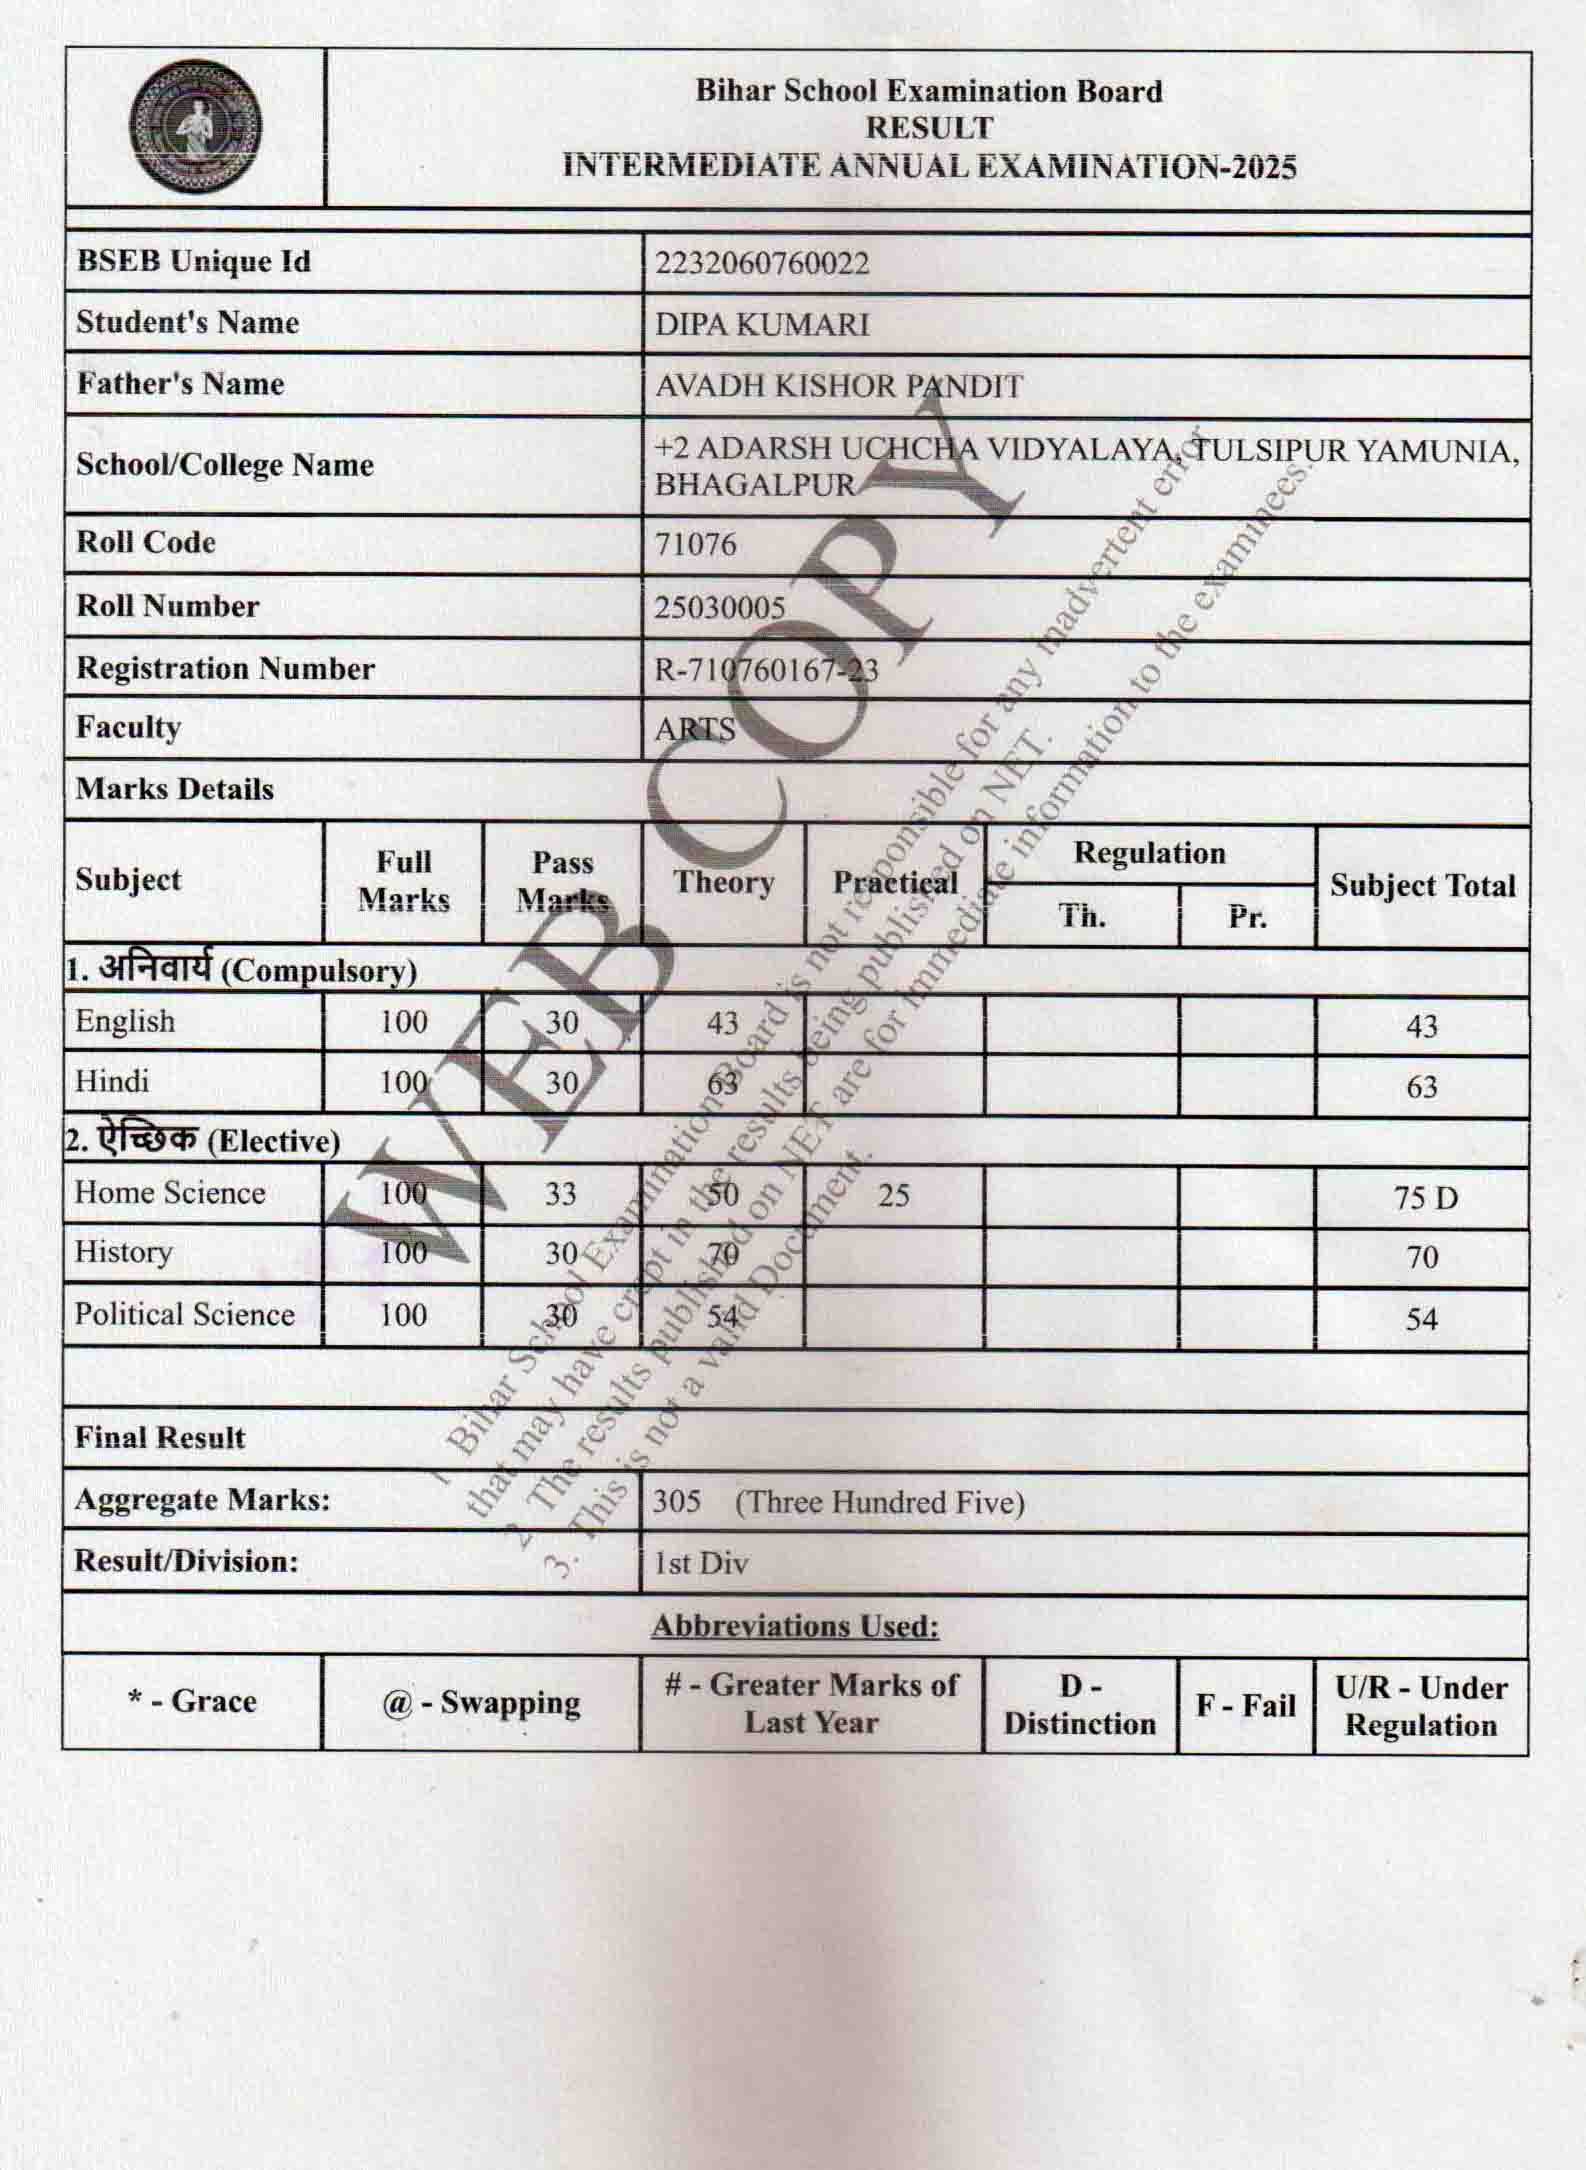 Bihar School Examination Board
RESULT
INTERMEDIATE ANNUAL EXAMINATION-2025
BSEB Unique Id 2232060760022
Student's Name DIPA KUMARI
Father's Name AVADH KISHOR PANDIT
School/College Name +2 ADARSH UCHCHA VIDYALAYA, TULSIPUR YAMUNIA,
BHAGALPUR
Roll Code 71076
Roll Number 25030005
Registration Number R-710760167-23
Faculty ARTS
Marks Details
Subject Full Marks Pass Marks Theory Practical Regulation Th. Pr. Subject Total
1. अनिवार्य (Compulsory)
English 100 30 43 43
Hindi 100 30 63 63
2. ऐच्छिक (Elective)
Home Science 100 33 50 25 75 D
History 100 30 70 70
Political Science 100 30 54 54
Final Result
Aggregate Marks: 305 (Three Hundred Five)
Result/Division: 1st Div
Abbreviations Used:
* - Grace @ - Swapping # - Greater Marks of Last Year D - Distinction F - Fail U/R - Under Regulation
WEB COPY
1 Bihar School Examination Board is not responsible for any inadvertent error
that may have crept in the results being published on NET.
2 The results published on NET are for immediate information to the examinees.
3. This is not a valid Document.